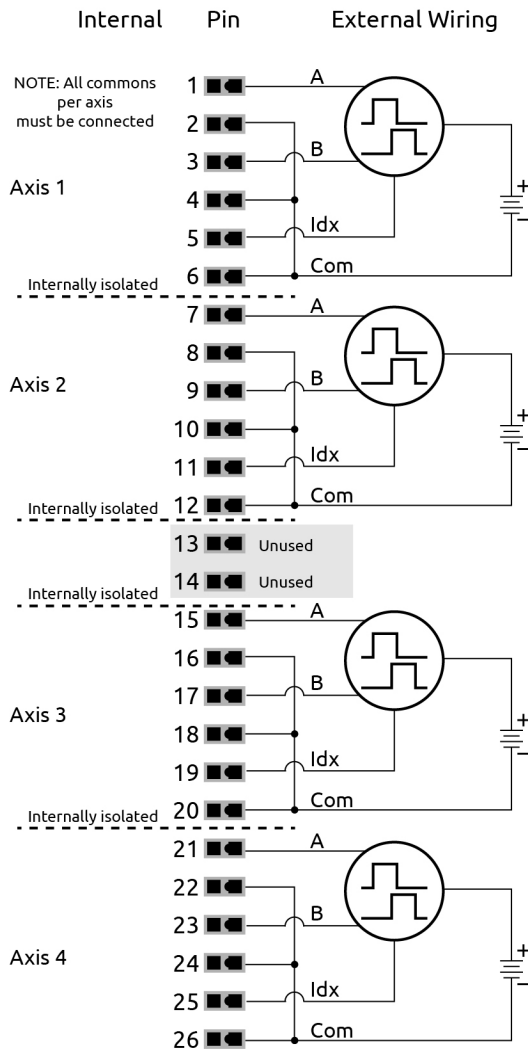 Internal Pin External Wiring
NOTE: All commons
per axis
must be connected
1 A
2
3 B
Axis 1
4
+
−
5 Idx
6 Com
Internally isolated
7 A
8
Axis 2
9 B
10
+
−
11 Idx
12 Com
Internally isolated
13 Unused
14 Unused
Internally isolated
15 A
16
17 B
Axis 3
18
+
−
19 Idx
20 Com
Internally isolated
21 A
22
23 B
Axis 4
24
+
−
25 Idx
26 Com